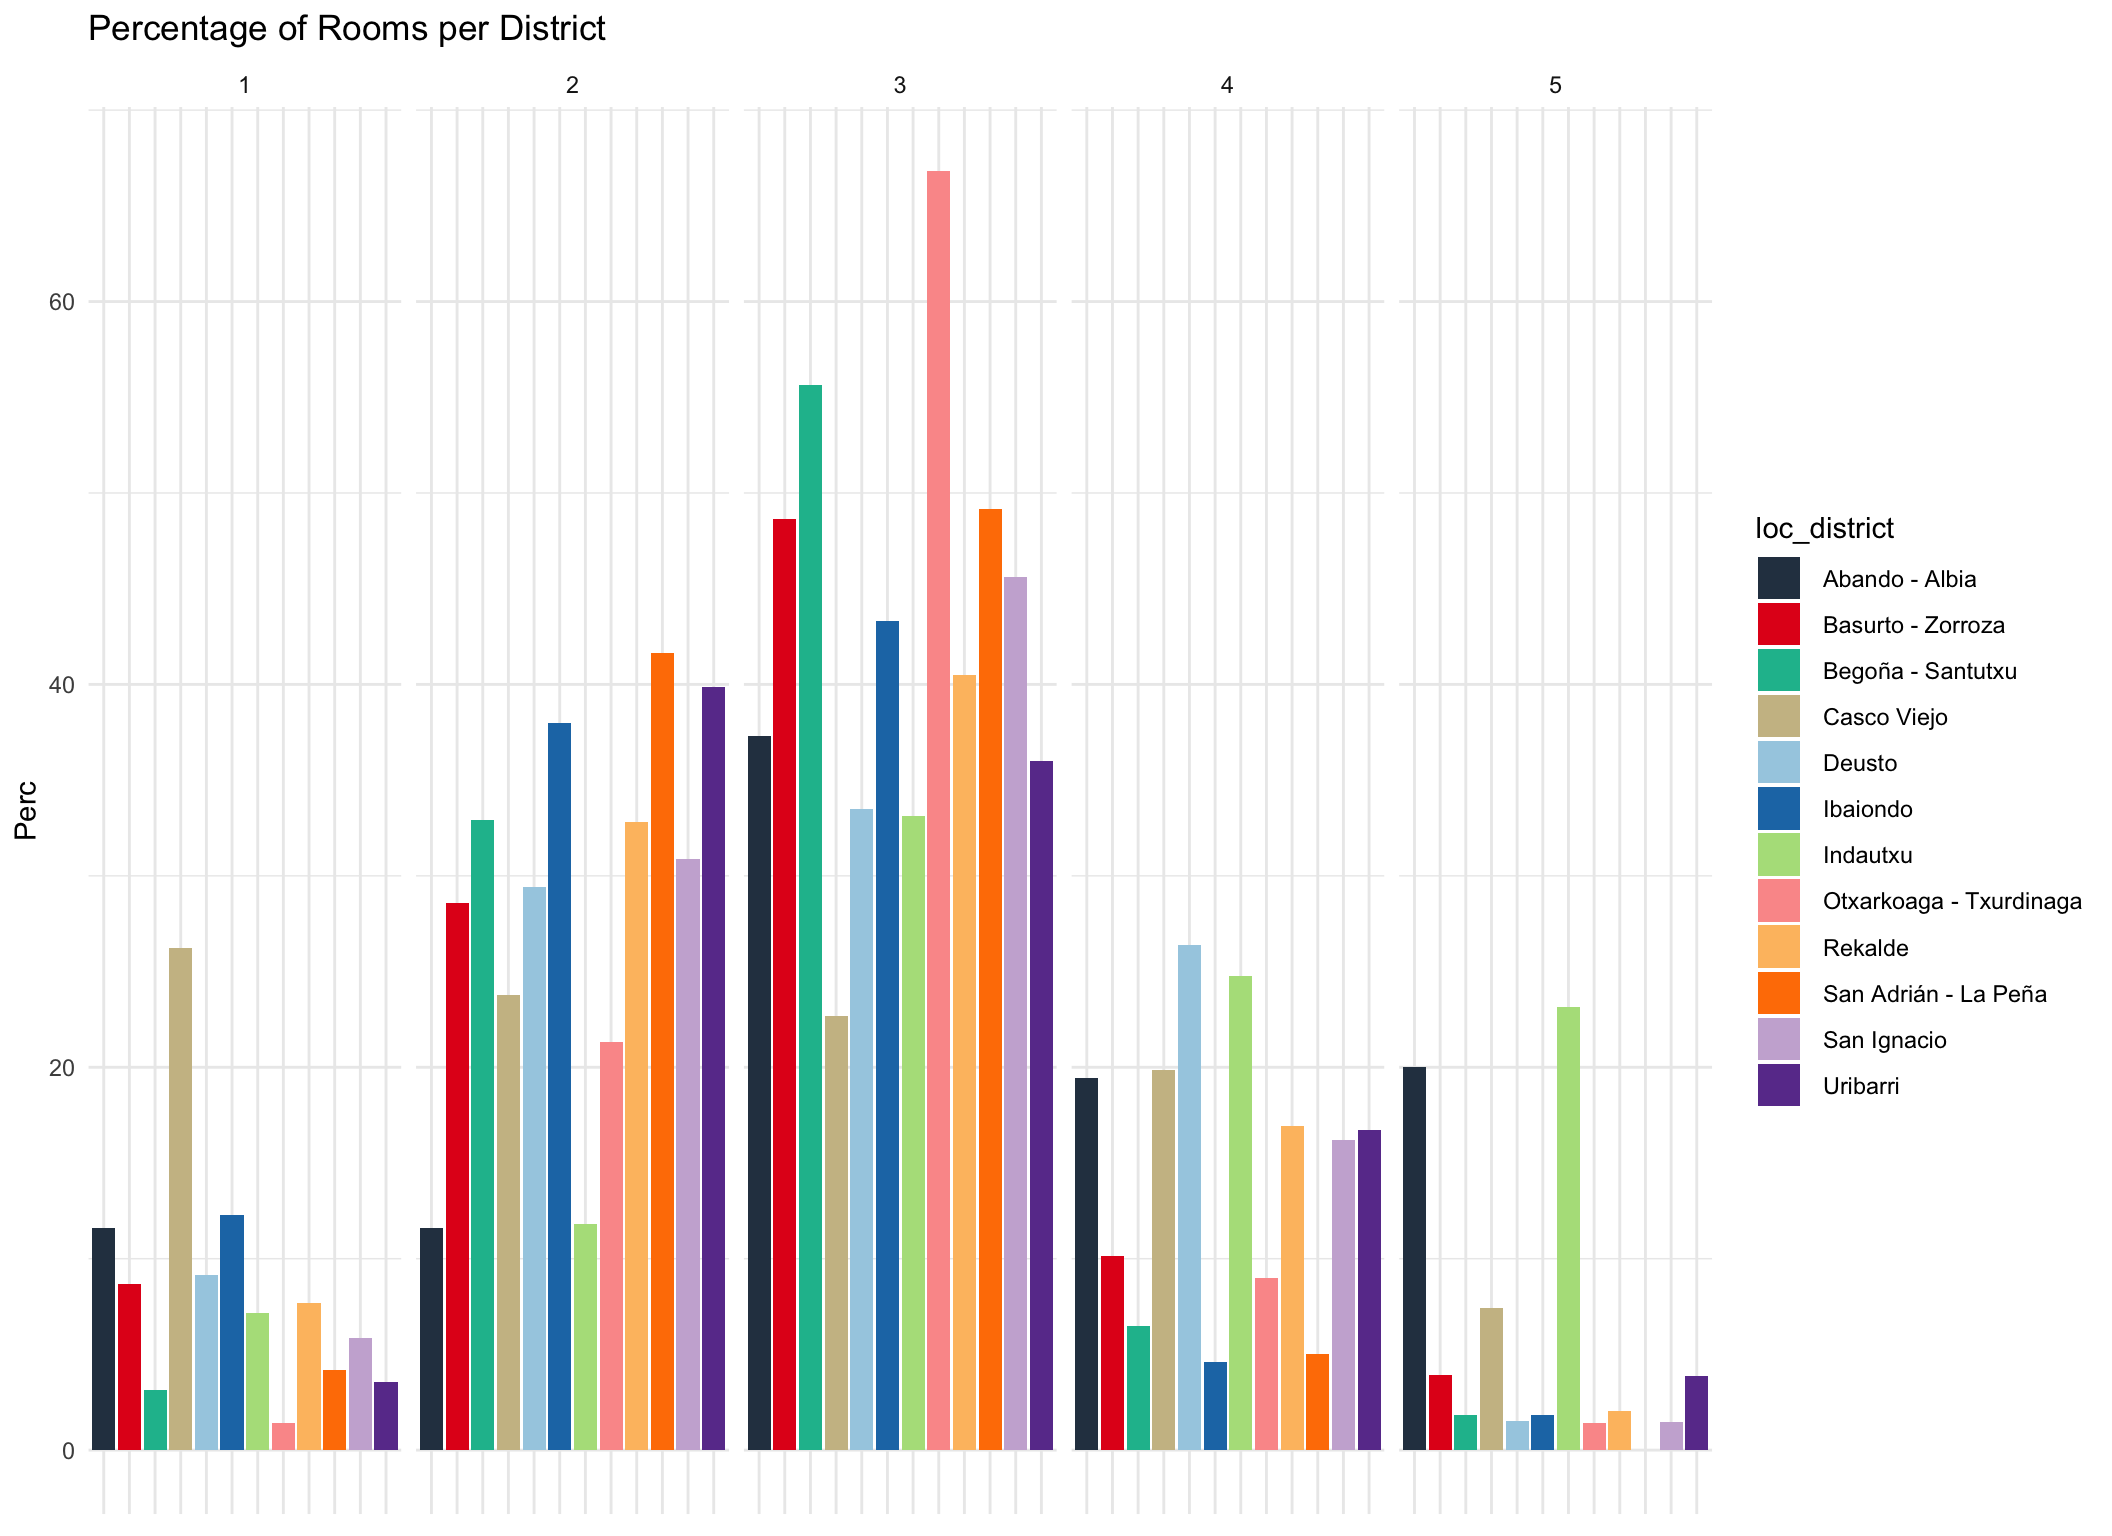 Percentage of Rooms per District
1 2 3 4 5
60
40
20
0
Perc
loc_district
Abando - Albia
Basurto - Zorroza
Begoña - Santutxu
Casco Viejo
Deusto
Ibaiondo
Indautxu
Otxarkoaga - Txurdinaga
Rekalde
San Adrián - La Peña
San Ignacio
Uribarri